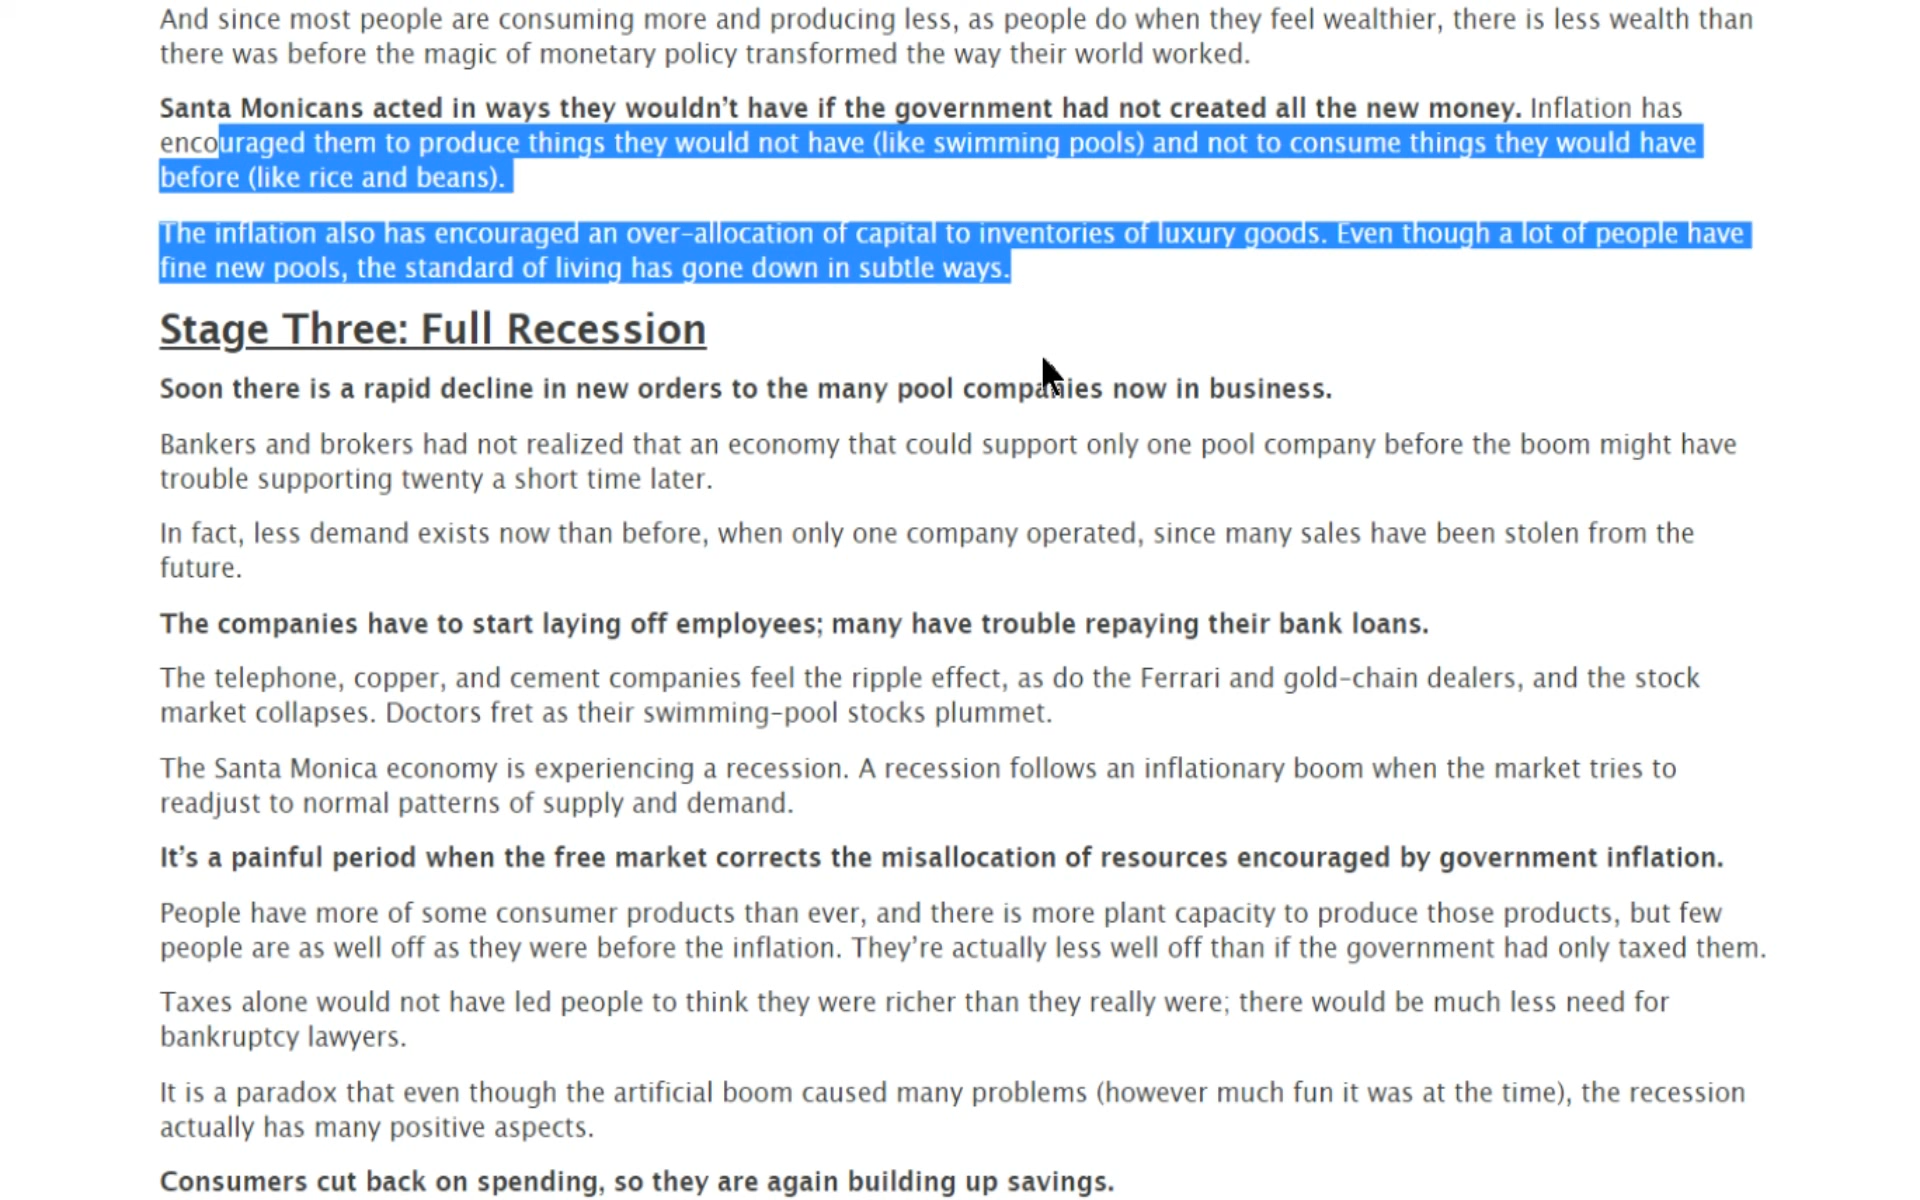 And since most people are consuming more and producing less, as people do when they feel wealthier, there is less wealth than
there was before the magic of monetary policy transformed the way their world worked.
Santa Monicans acted in ways they wouldn't have if the government had not created all the new money. Inflation has
encouraged them to produce things they would not have (like swimming pools) and not to consume things they would have
before (like rice and beans).
The inflation also has encouraged an over-allocation of capital to inventories of luxury goods. Even though a lot of people have
fine new pools, the standard of living has gone down in subtle ways.
Stage Three: Full Recession
Soon there is a rapid decline in new orders to the many pool companies now in business.
Bankers and brokers had not realized that an economy that could support only one pool company before the boom might have
trouble supporting twenty a short time later.
In fact, less demand exists now than before, when only one company operated, since many sales have been stolen from the
future.
The companies have to start laying off employees; many have trouble repaying their bank loans.
The telephone, copper, and cement companies feel the ripple effect, as do the Ferrari and gold-chain dealers, and the stock
market collapses. Doctors fret as their swimming-pool stocks plummet.
The Santa Monica economy is experiencing a recession. A recession follows an inflationary boom when the market tries to
readjust to normal patterns of supply and demand.
It's a painful period when the free market corrects the misallocation of resources encouraged by government inflation.
People have more of some consumer products than ever, and there is more plant capacity to produce those products, but few
people are as well off as they were before the inflation. They're actually less well off than if the government had only taxed them.
Taxes alone would not have led people to think they were richer than they really were; there would be much less need for
bankruptcy lawyers.
It is a paradox that even though the artificial boom caused many problems (however much fun it was at the time), the recession
actually has many positive aspects.
Consumers cut back on spending, so they are again building up savings.